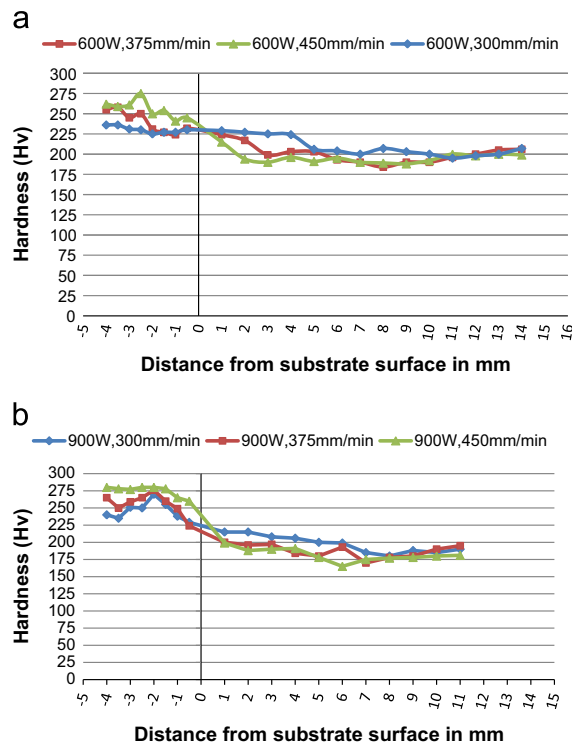 a
600W,375mm/min 600W,450mm/min 600W,300mm/min
300
275
250
225
200
175
150
125
100
75
50
25
0
Hardness (Hv)
-5 -4 -3 -2 -1 0 1 2 3 4 5 6 7 8 9 10 11 12 13 14 15 16
Distance from substrate surface in mm
b
900W,300mm/min 900W,375mm/min 900W,450mm/min
300
275
250
225
200
175
150
125
100
75
50
25
0
Hardness (Hv)
-5 -4 -3 -2 -1 0 1 2 3 4 5 6 7 8 9 10 11 12 13 14 15
Distance from substrate surface in mm